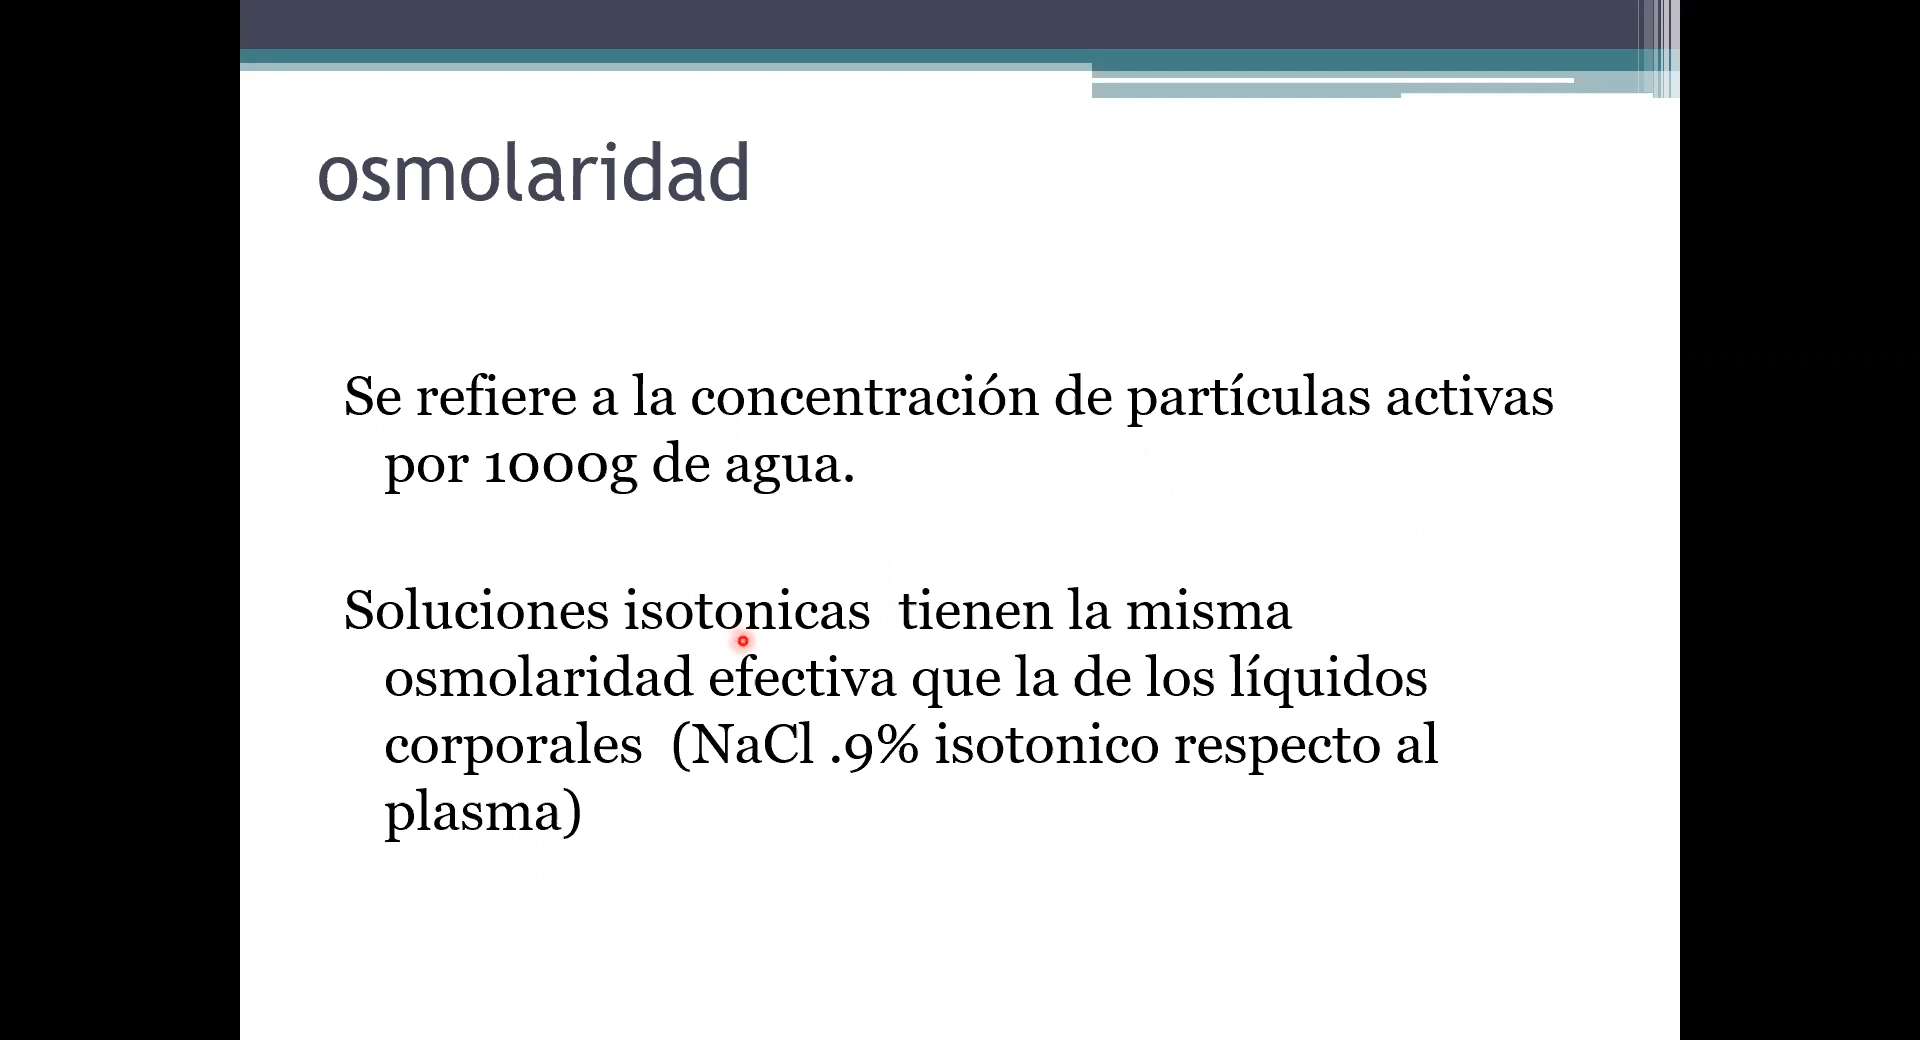 osmolaridad
Se refiere a la concentración de partículas activas
por 1000g de agua.
Soluciones isotonicas  tienen la misma
osmolaridad efectiva que la de los líquidos
corporales  (NaCl .9% isotonico respecto al
plasma)